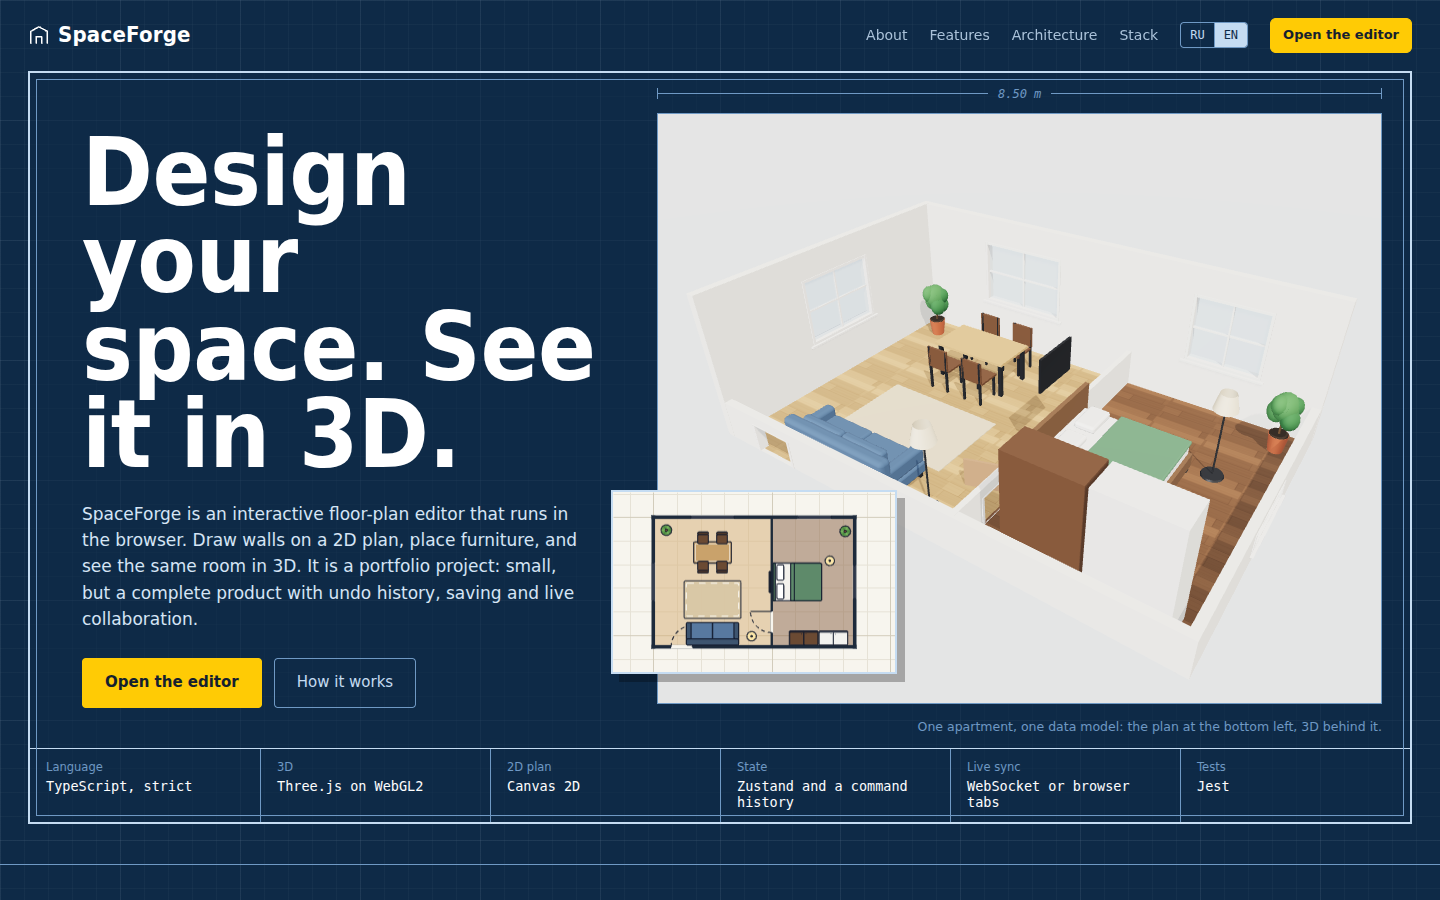 SpaceForge
About Features Architecture Stack RU EN Open the editor
8.50 m
Design
your
space. See
it in 3D.
SpaceForge is an interactive floor-plan editor that runs in
the browser. Draw walls on a 2D plan, place furniture, and
see the same room in 3D. It is a portfolio project: small,
but a complete product with undo history, saving and live
collaboration.
Open the editor How it works
One apartment, one data model: the plan at the bottom left, 3D behind it.
Language
TypeScript, strict
3D
Three.js on WebGL2
2D plan
Canvas 2D
State
Zustand and a command
history
Live sync
WebSocket or browser
tabs
Tests
Jest